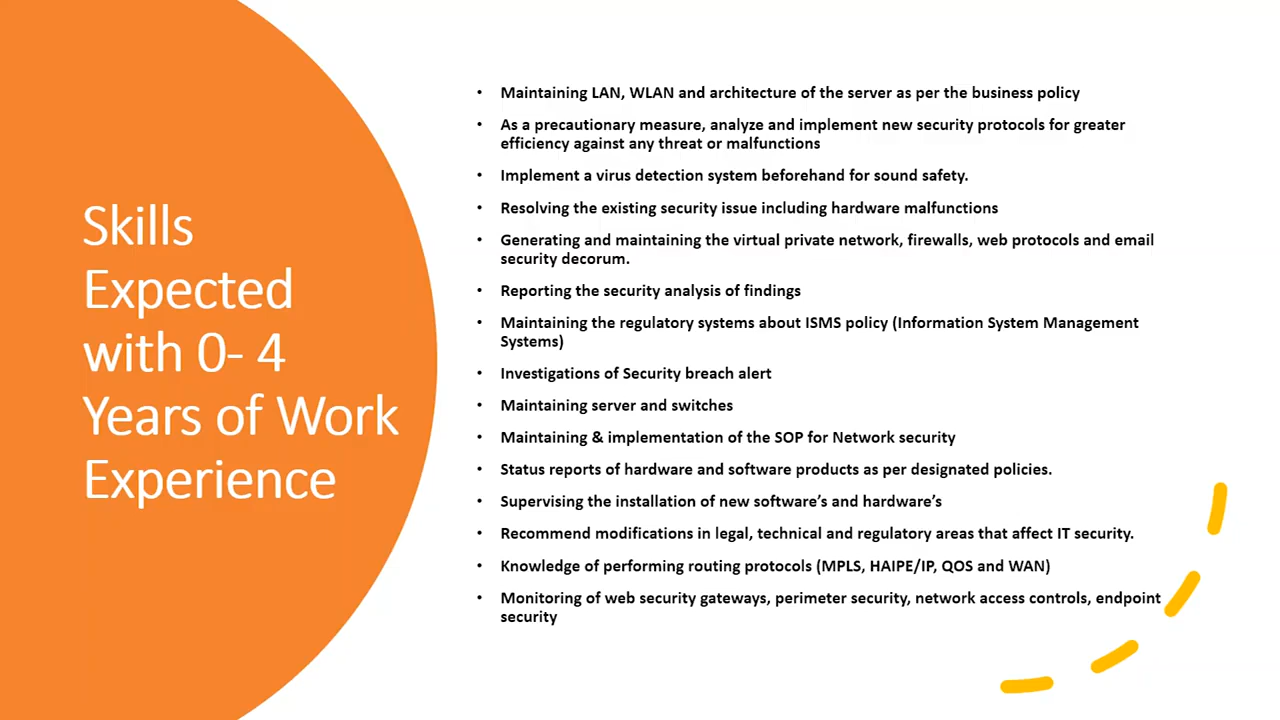 Skills
Expected
with 0- 4
Years of Work
Experience
• Maintaining LAN, WLAN and architecture of the server as per the business policy
• As a precautionary measure, analyze and implement new security protocols for greater
efficiency against any threat or malfunctions
• Implement a virus detection system beforehand for sound safety.
• Resolving the existing security issue including hardware malfunctions
• Generating and maintaining the virtual private network, firewalls, web protocols and email
security decorum.
• Reporting the security analysis of findings
• Maintaining the regulatory systems about ISMS policy (Information System Management
Systems)
• Investigations of Security breach alert
• Maintaining server and switches
• Maintaining & implementation of the SOP for Network security
• Status reports of hardware and software products as per designated policies.
• Supervising the installation of new software’s and hardware’s
• Recommend modifications in legal, technical and regulatory areas that affect IT security.
• Knowledge of performing routing protocols (MPLS, HAIPE/IP, QOS and WAN)
• Monitoring of web security gateways, perimeter security, network access controls, endpoint
security